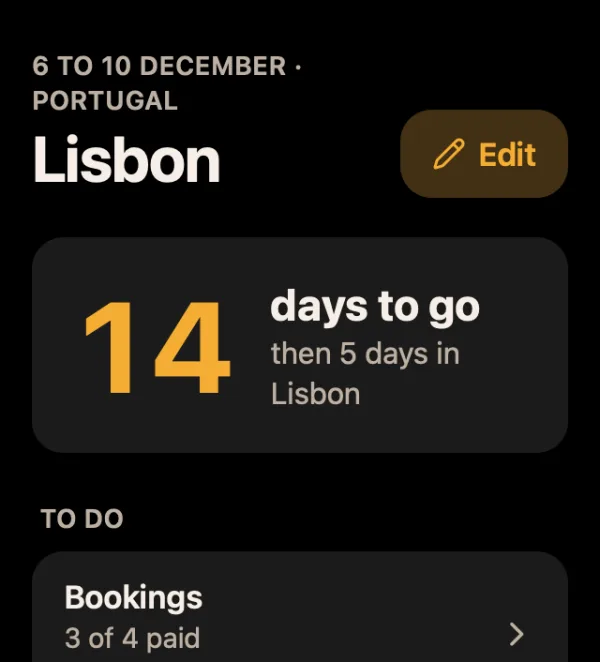 6 TO 10 DECEMBER ·
PORTUGAL
Lisbon
Edit
14
days to go
then 5 days in
Lisbon
TO DO
Bookings
3 of 4 paid